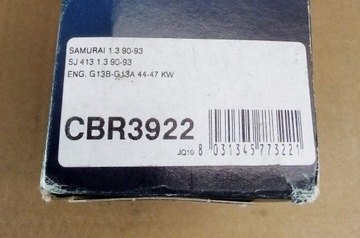 SAMURAI 1.3 90-93
SJ 413 1.3 90-93
ENG. G13B-G13A 44-47 KW
CBR3922
JQ10 8 031345 773221